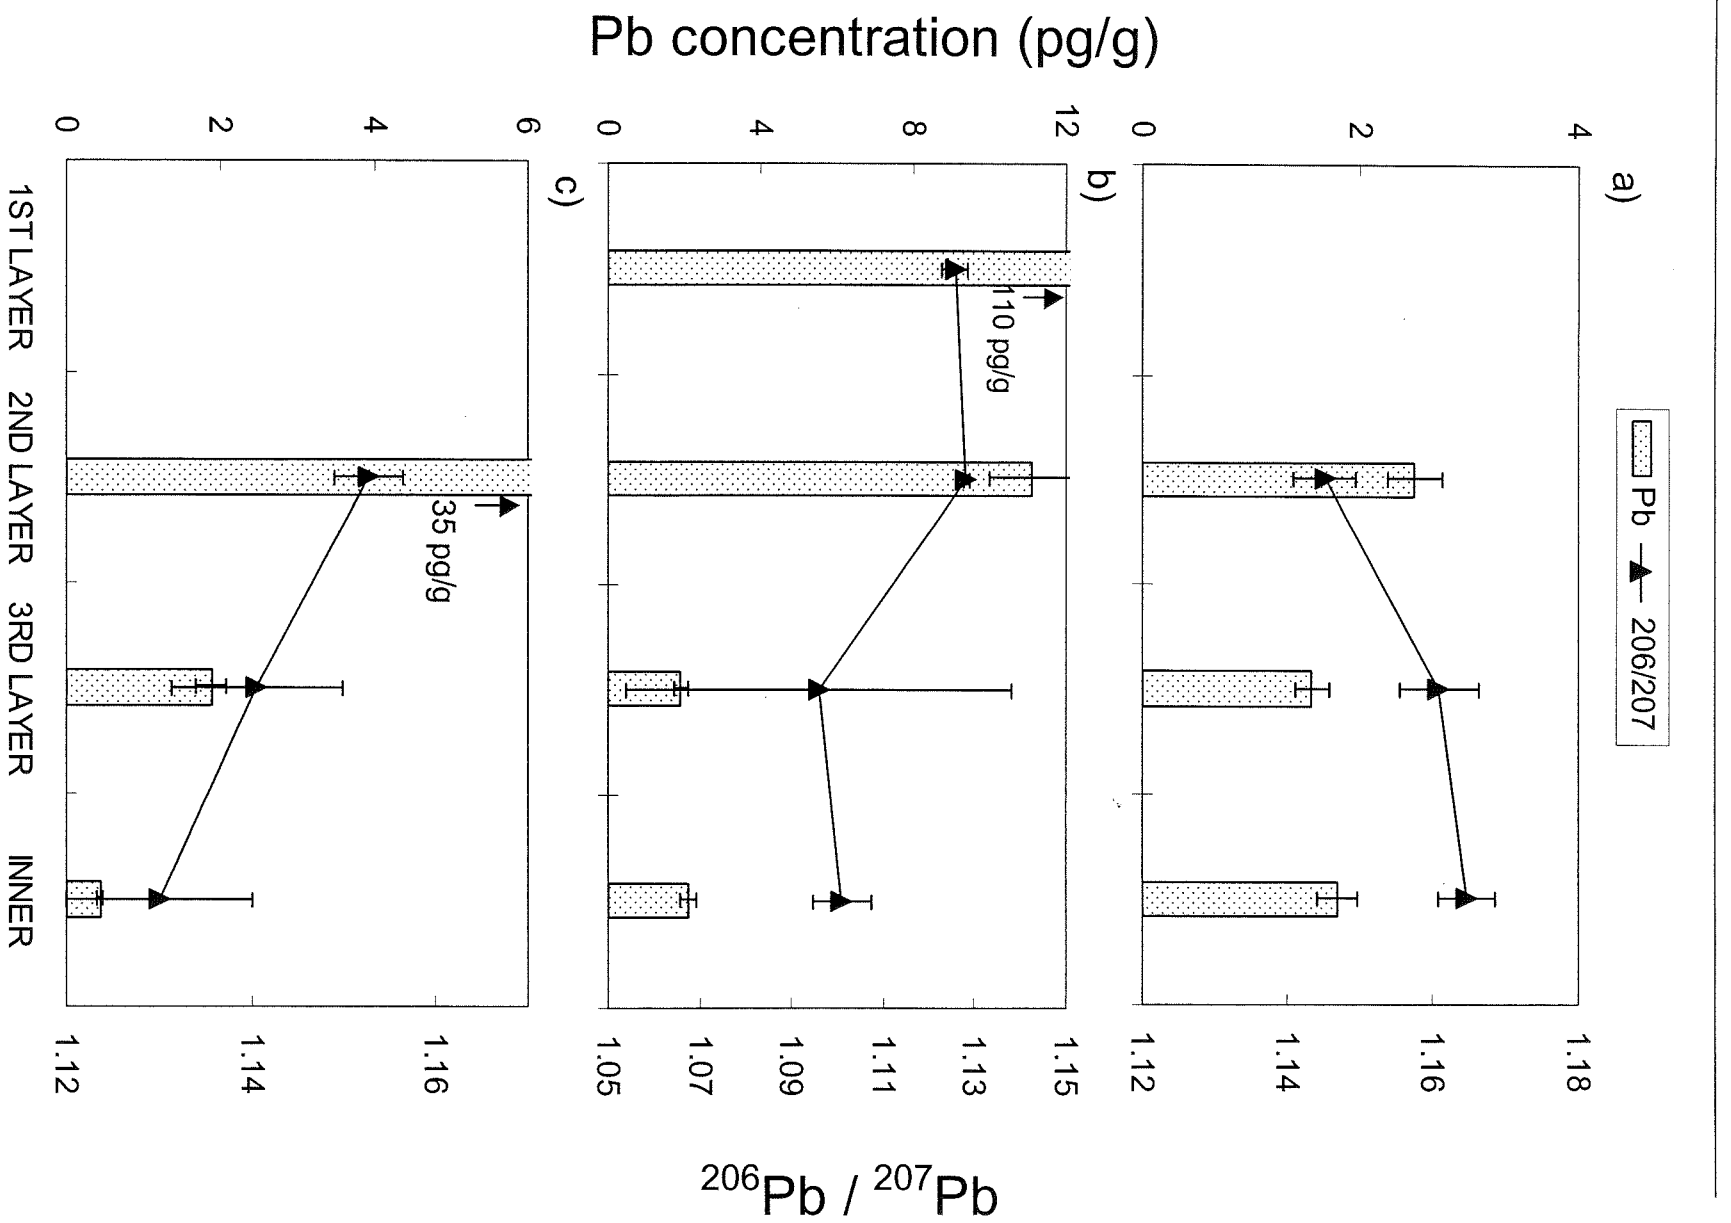 Pb 206/207
a)
4
2
0
1.18
1.16
1.14
1.12
b)
12
8
4
0
110 pg/g
1.15
1.13
1.11
1.09
1.07
1.05
c)
6
4
2
0
35 pg/g
1.16
1.14
1.12
1ST LAYER 2ND LAYER 3RD LAYER INNER
Pb concentration (pg/g)
206Pb / 207Pb